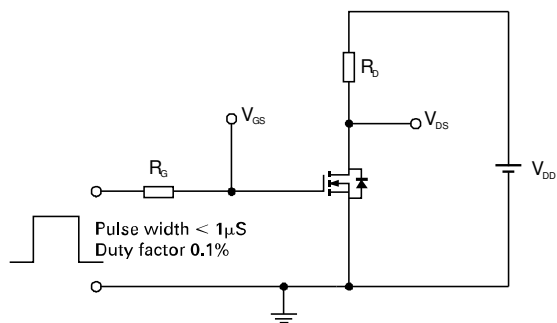 R_D
V_GS
V_DS
R_G
V_DD
Pulse width < 1μS
Duty factor 0.1%